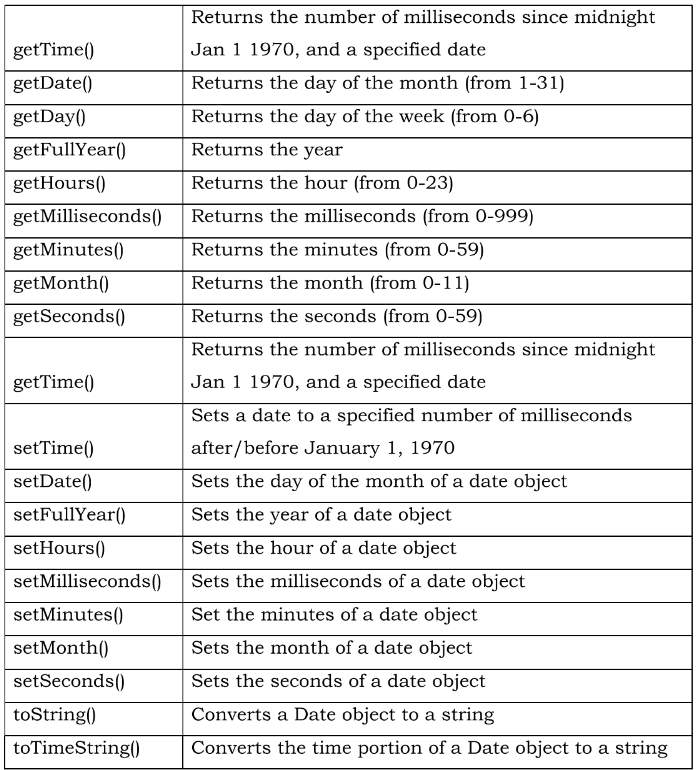 Returns the number of milliseconds since midnight
getTime() Jan 1 1970, and a specified date
getDate() Returns the day of the month (from 1-31)
getDay() Returns the day of the week (from 0-6)
getFullYear() Returns the year
getHours() Returns the hour (from 0-23)
getMilliseconds() Returns the milliseconds (from 0-999)
getMinutes() Returns the minutes (from 0-59)
getMonth() Returns the month (from 0-11)
getSeconds() Returns the seconds (from 0-59)
Returns the number of milliseconds since midnight
getTime() Jan 1 1970, and a specified date
Sets a date to a specified number of milliseconds
setTime() after/before January 1, 1970
setDate() Sets the day of the month of a date object
setFullYear() Sets the year of a date object
setHours() Sets the hour of a date object
setMilliseconds() Sets the milliseconds of a date object
setMinutes() Set the minutes of a date object
setMonth() Sets the month of a date object
setSeconds() Sets the seconds of a date object
toString() Converts a Date object to a string
toTimeString() Converts the time portion of a Date object to a string